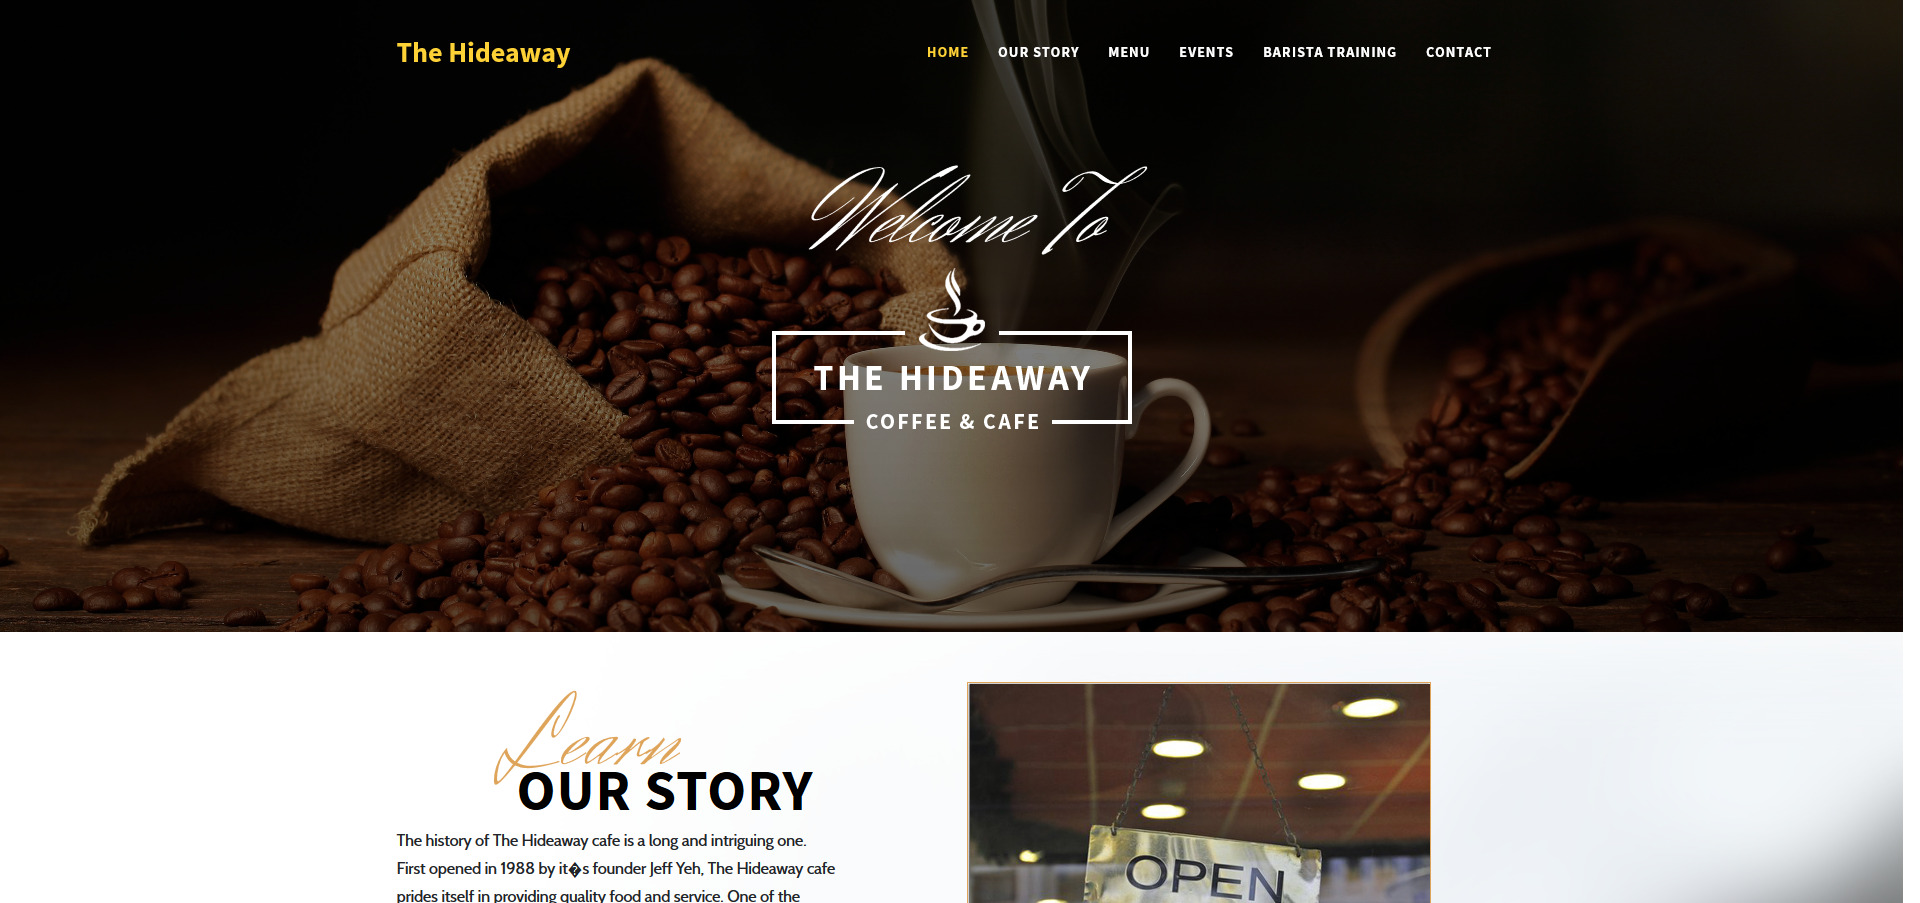 The Hideaway
HOME OUR STORY MENU EVENTS BARISTA TRAINING CONTACT
Welcome To
THE HIDEAWAY
COFFEE & CAFE
Learn
OUR STORY
The history of The Hideaway cafe is a long and intriguing one.
First opened in 1988 by it�s founder Jeff Yeh, The Hideaway cafe
prides itself in providing quality food and service. One of the
OPEN